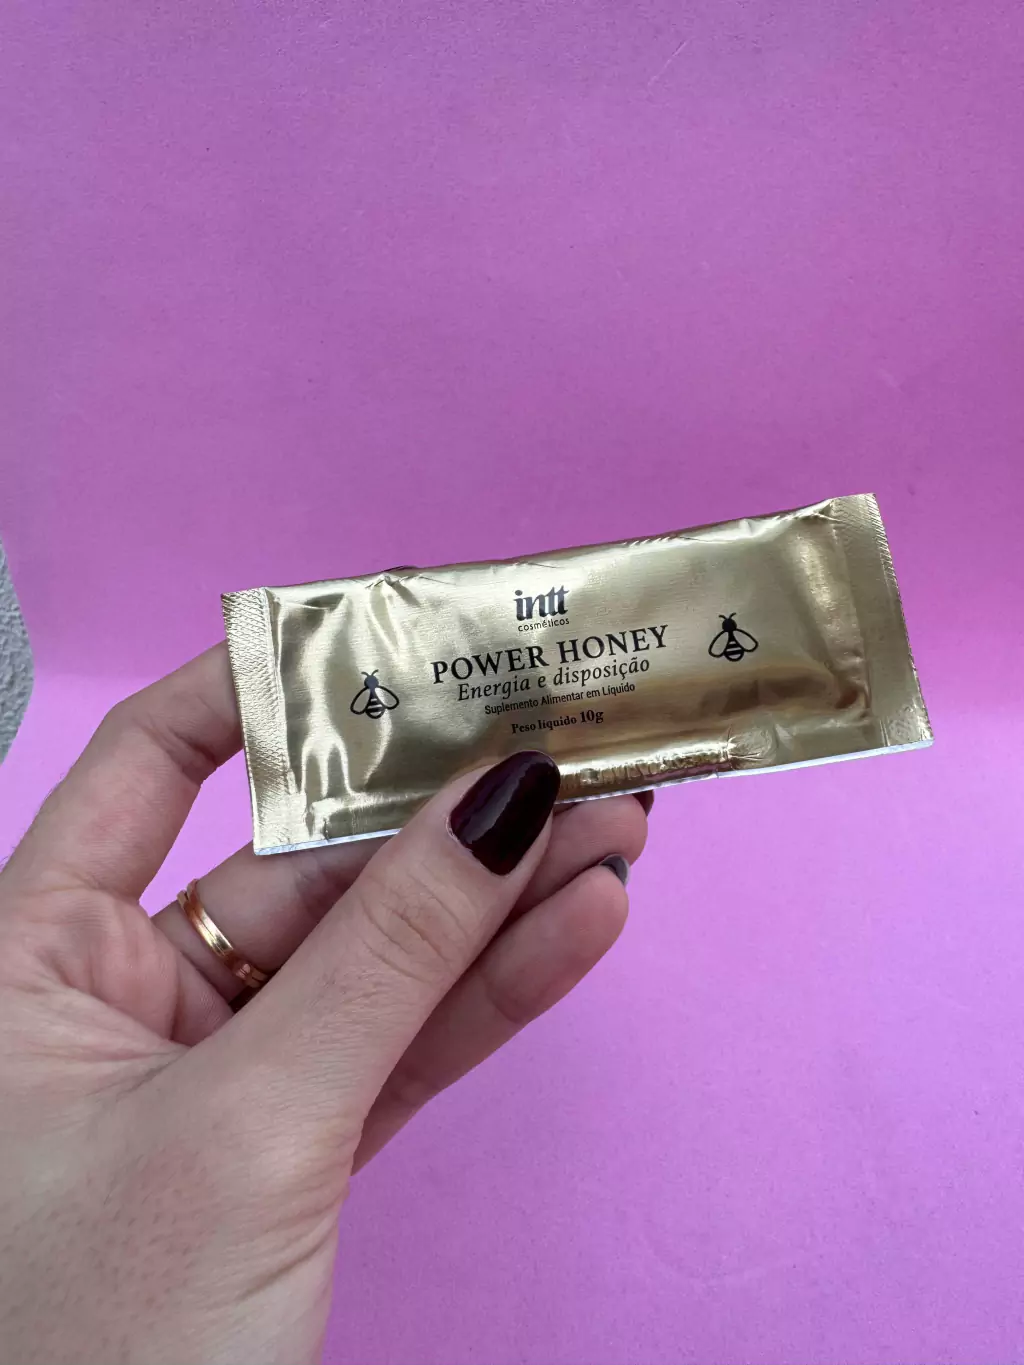 intt
cosméticos
POWER HONEY
Energia e disposição
Suplemento Alimentar em Líquido
Peso líquido 10g